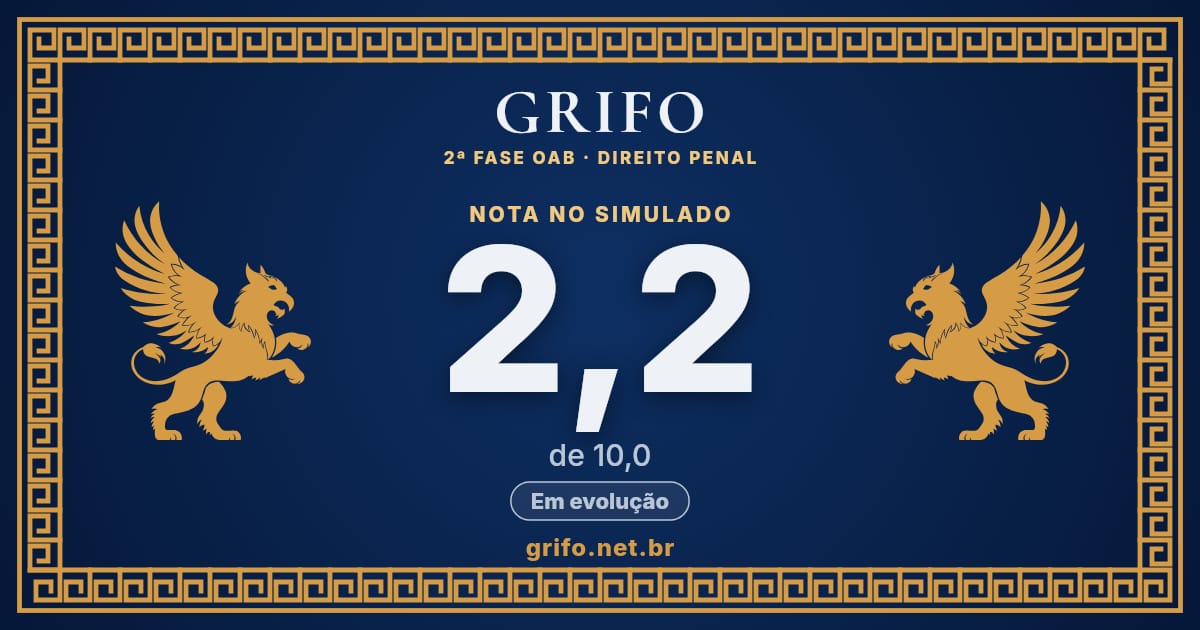 GRIFO
2ª FASE OAB · DIREITO PENAL
NOTA NO SIMULADO
2,2
de 10,0
Em evolução
grifo.net.br